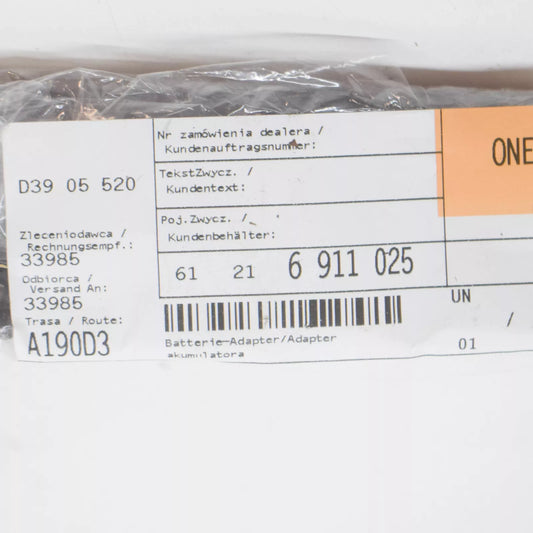 D39 05 520
Zleceniodawca /
Rechnungsempf.:
33985
Odbiorca /
Versand An:
33985
Trasa / Route:
A190D3
Nr zamówienia dealera /
Kundenauftragsnummer:
TekstZwycz. /
Kundentext:
Poj.Zwycz. /
Kundenbehälter:
61 21 6 911 025
Batterie-Adapter/Adapter
akumulatora
ONE
UN /
01